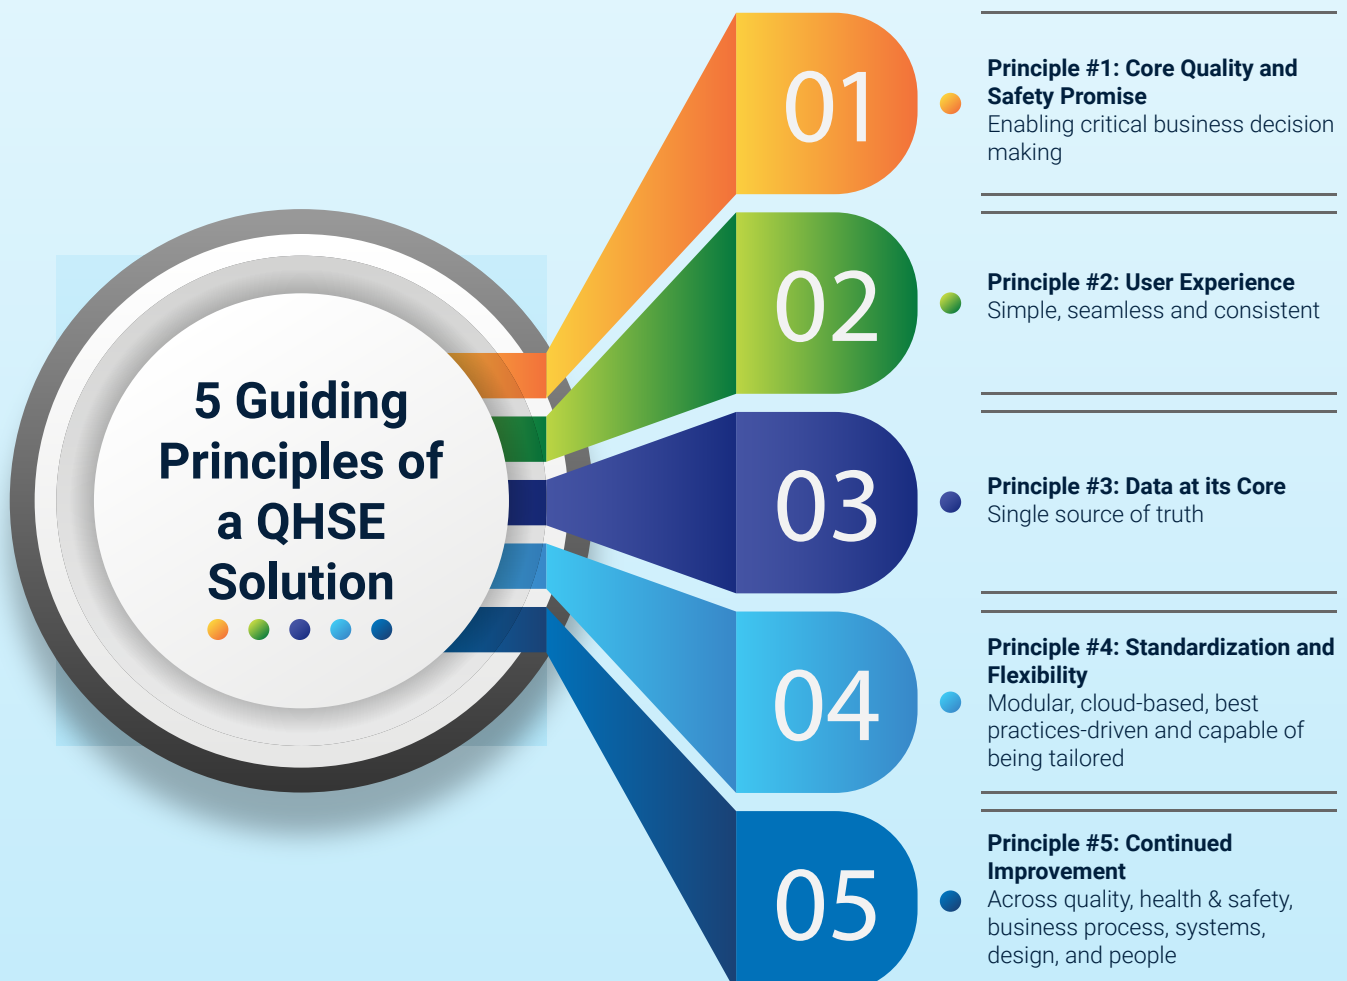 5 Guiding
Principles of
a QHSE
Solution
01
Principle #1: Core Quality and
Safety Promise
Enabling critical business decision
making
02
Principle #2: User Experience
Simple, seamless and consistent
03
Principle #3: Data at its Core
Single source of truth
04
Principle #4: Standardization and
Flexibility
Modular, cloud-based, best
practices-driven and capable of
being tailored
05
Principle #5: Continued
Improvement
Across quality, health & safety,
business process, systems,
design, and people